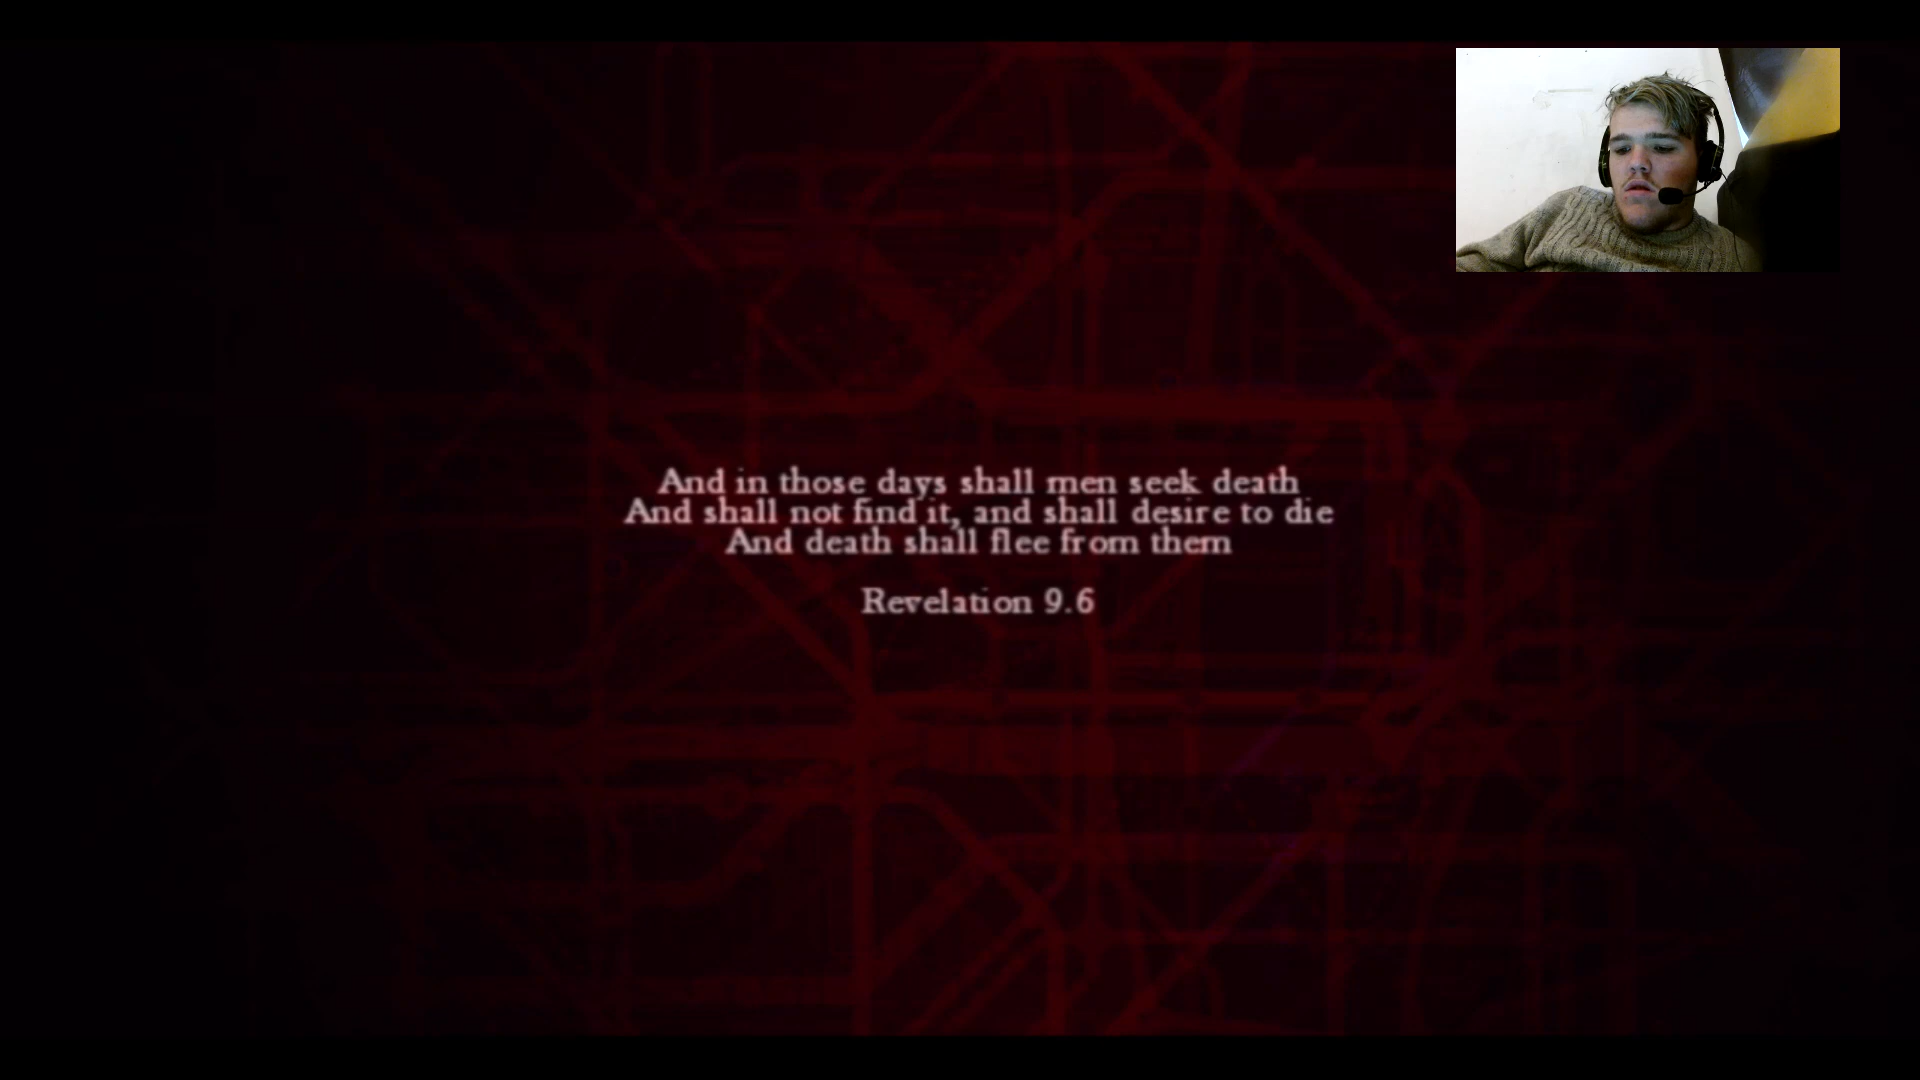 And in those days shall men seek death
And shall not find it, and shall desire to die
And death shall flee from them
Revelation 9.6